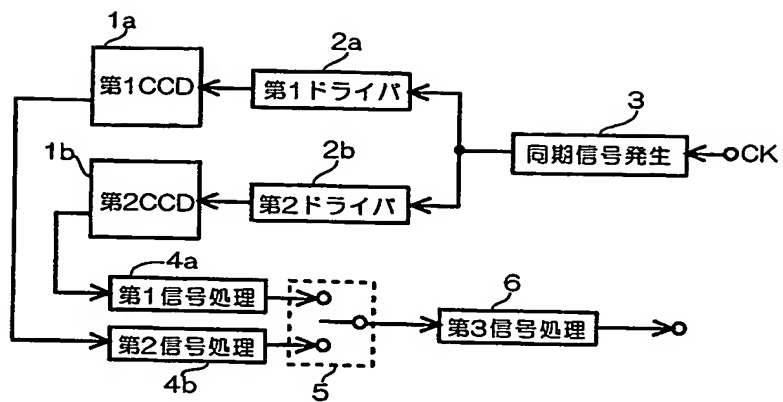 1a
第1CCD
2a
第1ドライバ
3
同期信号発生
CK
1b
第2CCD
2b
第2ドライバ
4a
第1信号処理
第2信号処理
4b
5
6
第3信号処理